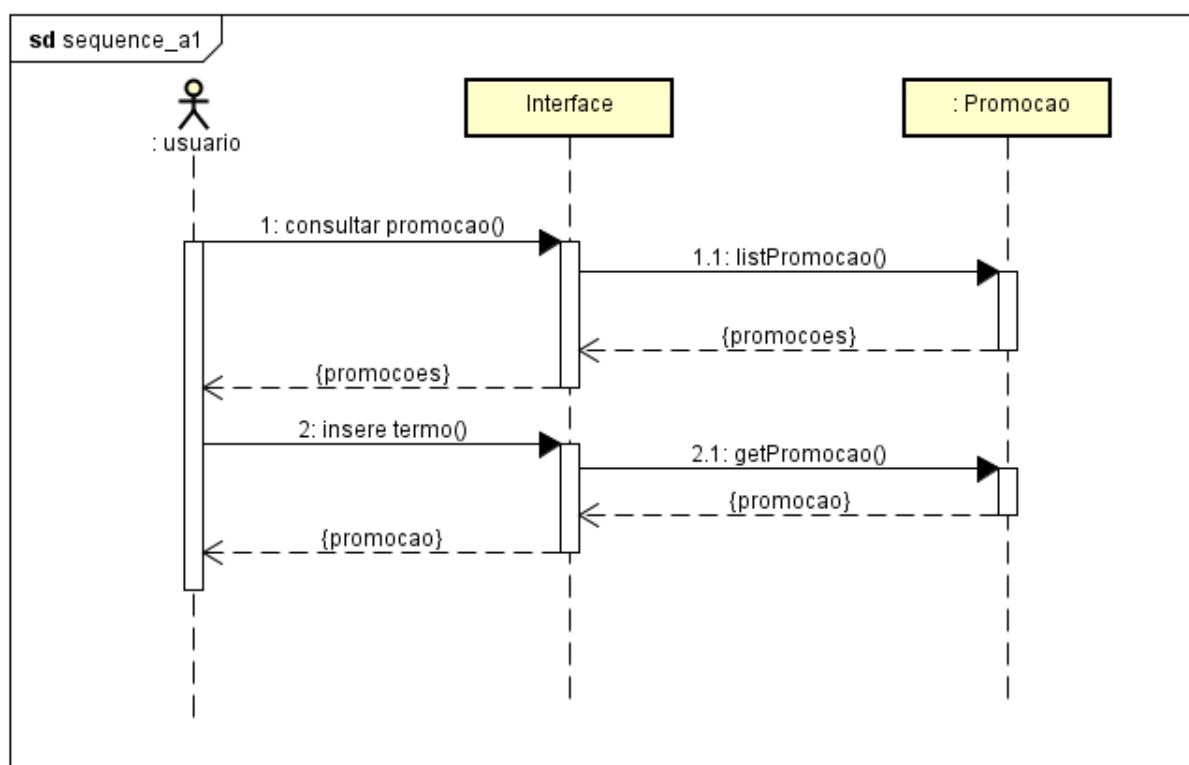 sd sequence_a1
: usuario
Interface
: Promocao
1: consultar promocao()
1.1: listPromocao()
{promocoes}
{promocoes}
2: insere termo()
2.1: getPromocao()
{promocao}
{promocao}